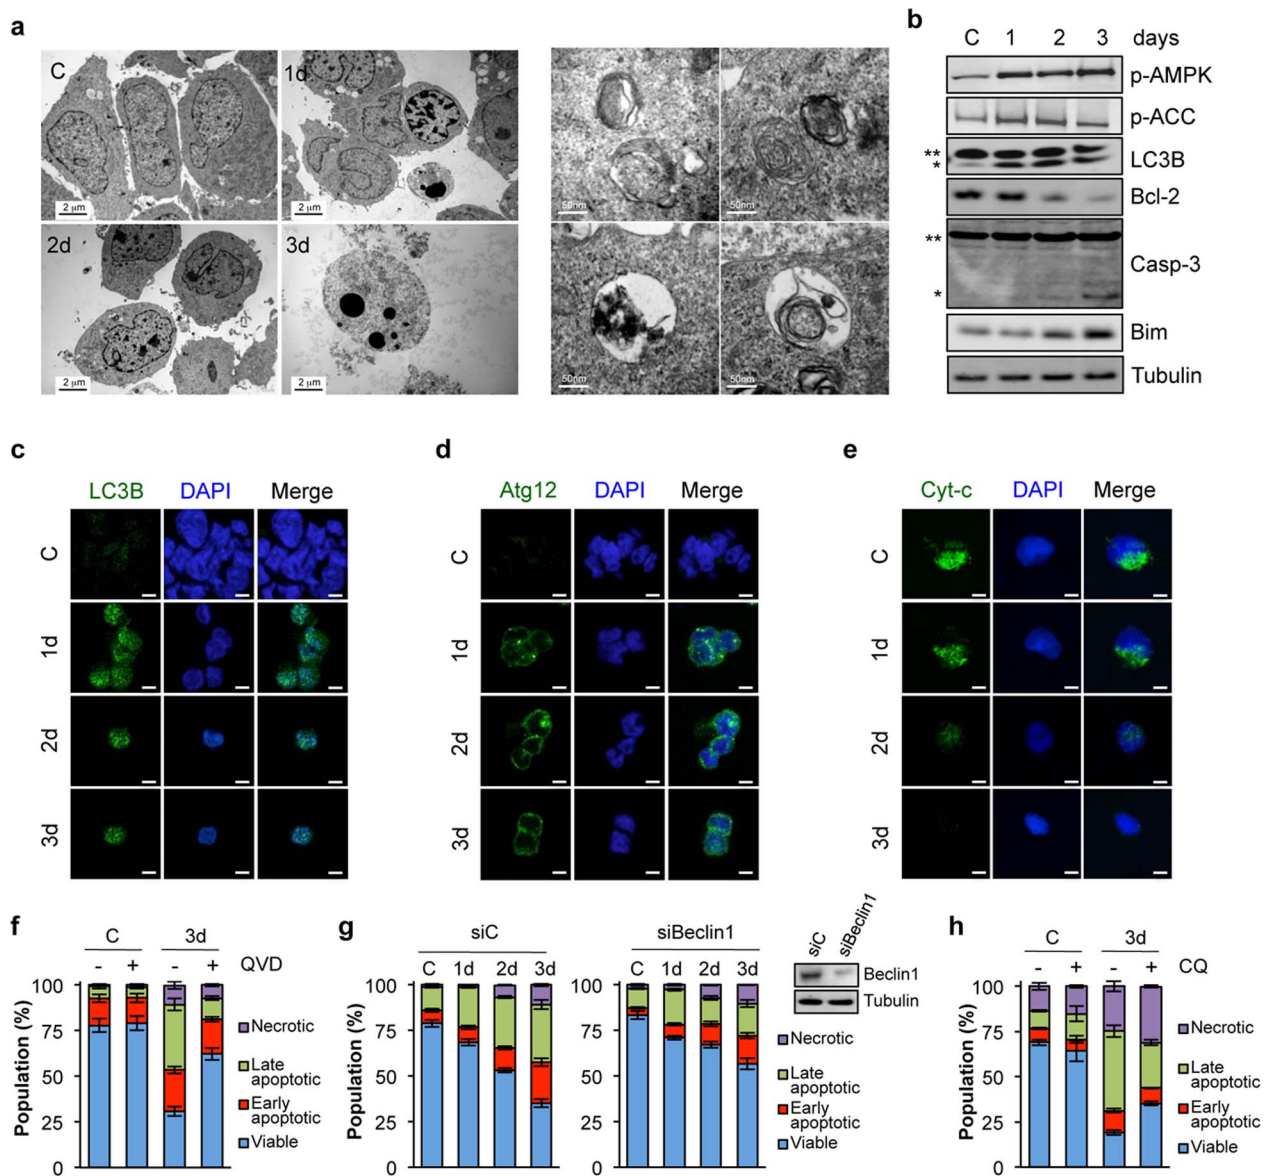 a
C
1d
2 μm
2 μm
2d
3d
2 μm
2 μm
50nm
50nm
50nm
50nm
b
C 1 2 3 days
p-AMPK
p-ACC
**
*
LC3B
Bcl-2
**
*
Casp-3
Bim
Tubulin
c
LC3B DAPI Merge
C
1d
2d
3d
d
Atg12 DAPI Merge
C
1d
2d
3d
e
Cyt-c DAPI Merge
C
1d
2d
3d
f
C 3d
- + - + QVD
Population (%)
100
75
50
25
0
Necrotic
Late
apoptotic
Early
apoptotic
Viable
g
siC
C 1d 2d 3d
Population (%)
100
75
50
25
0
siBeclin1
C 1d 2d 3d
100
75
50
25
0
siC siBeclin1
Beclin1
Tubulin
Necrotic
Late
apoptotic
Early
apoptotic
Viable
h
C 3d
- + - + CQ
Population (%)
100
75
50
25
0
Necrotic
Late
apoptotic
Early
apoptotic
Viable